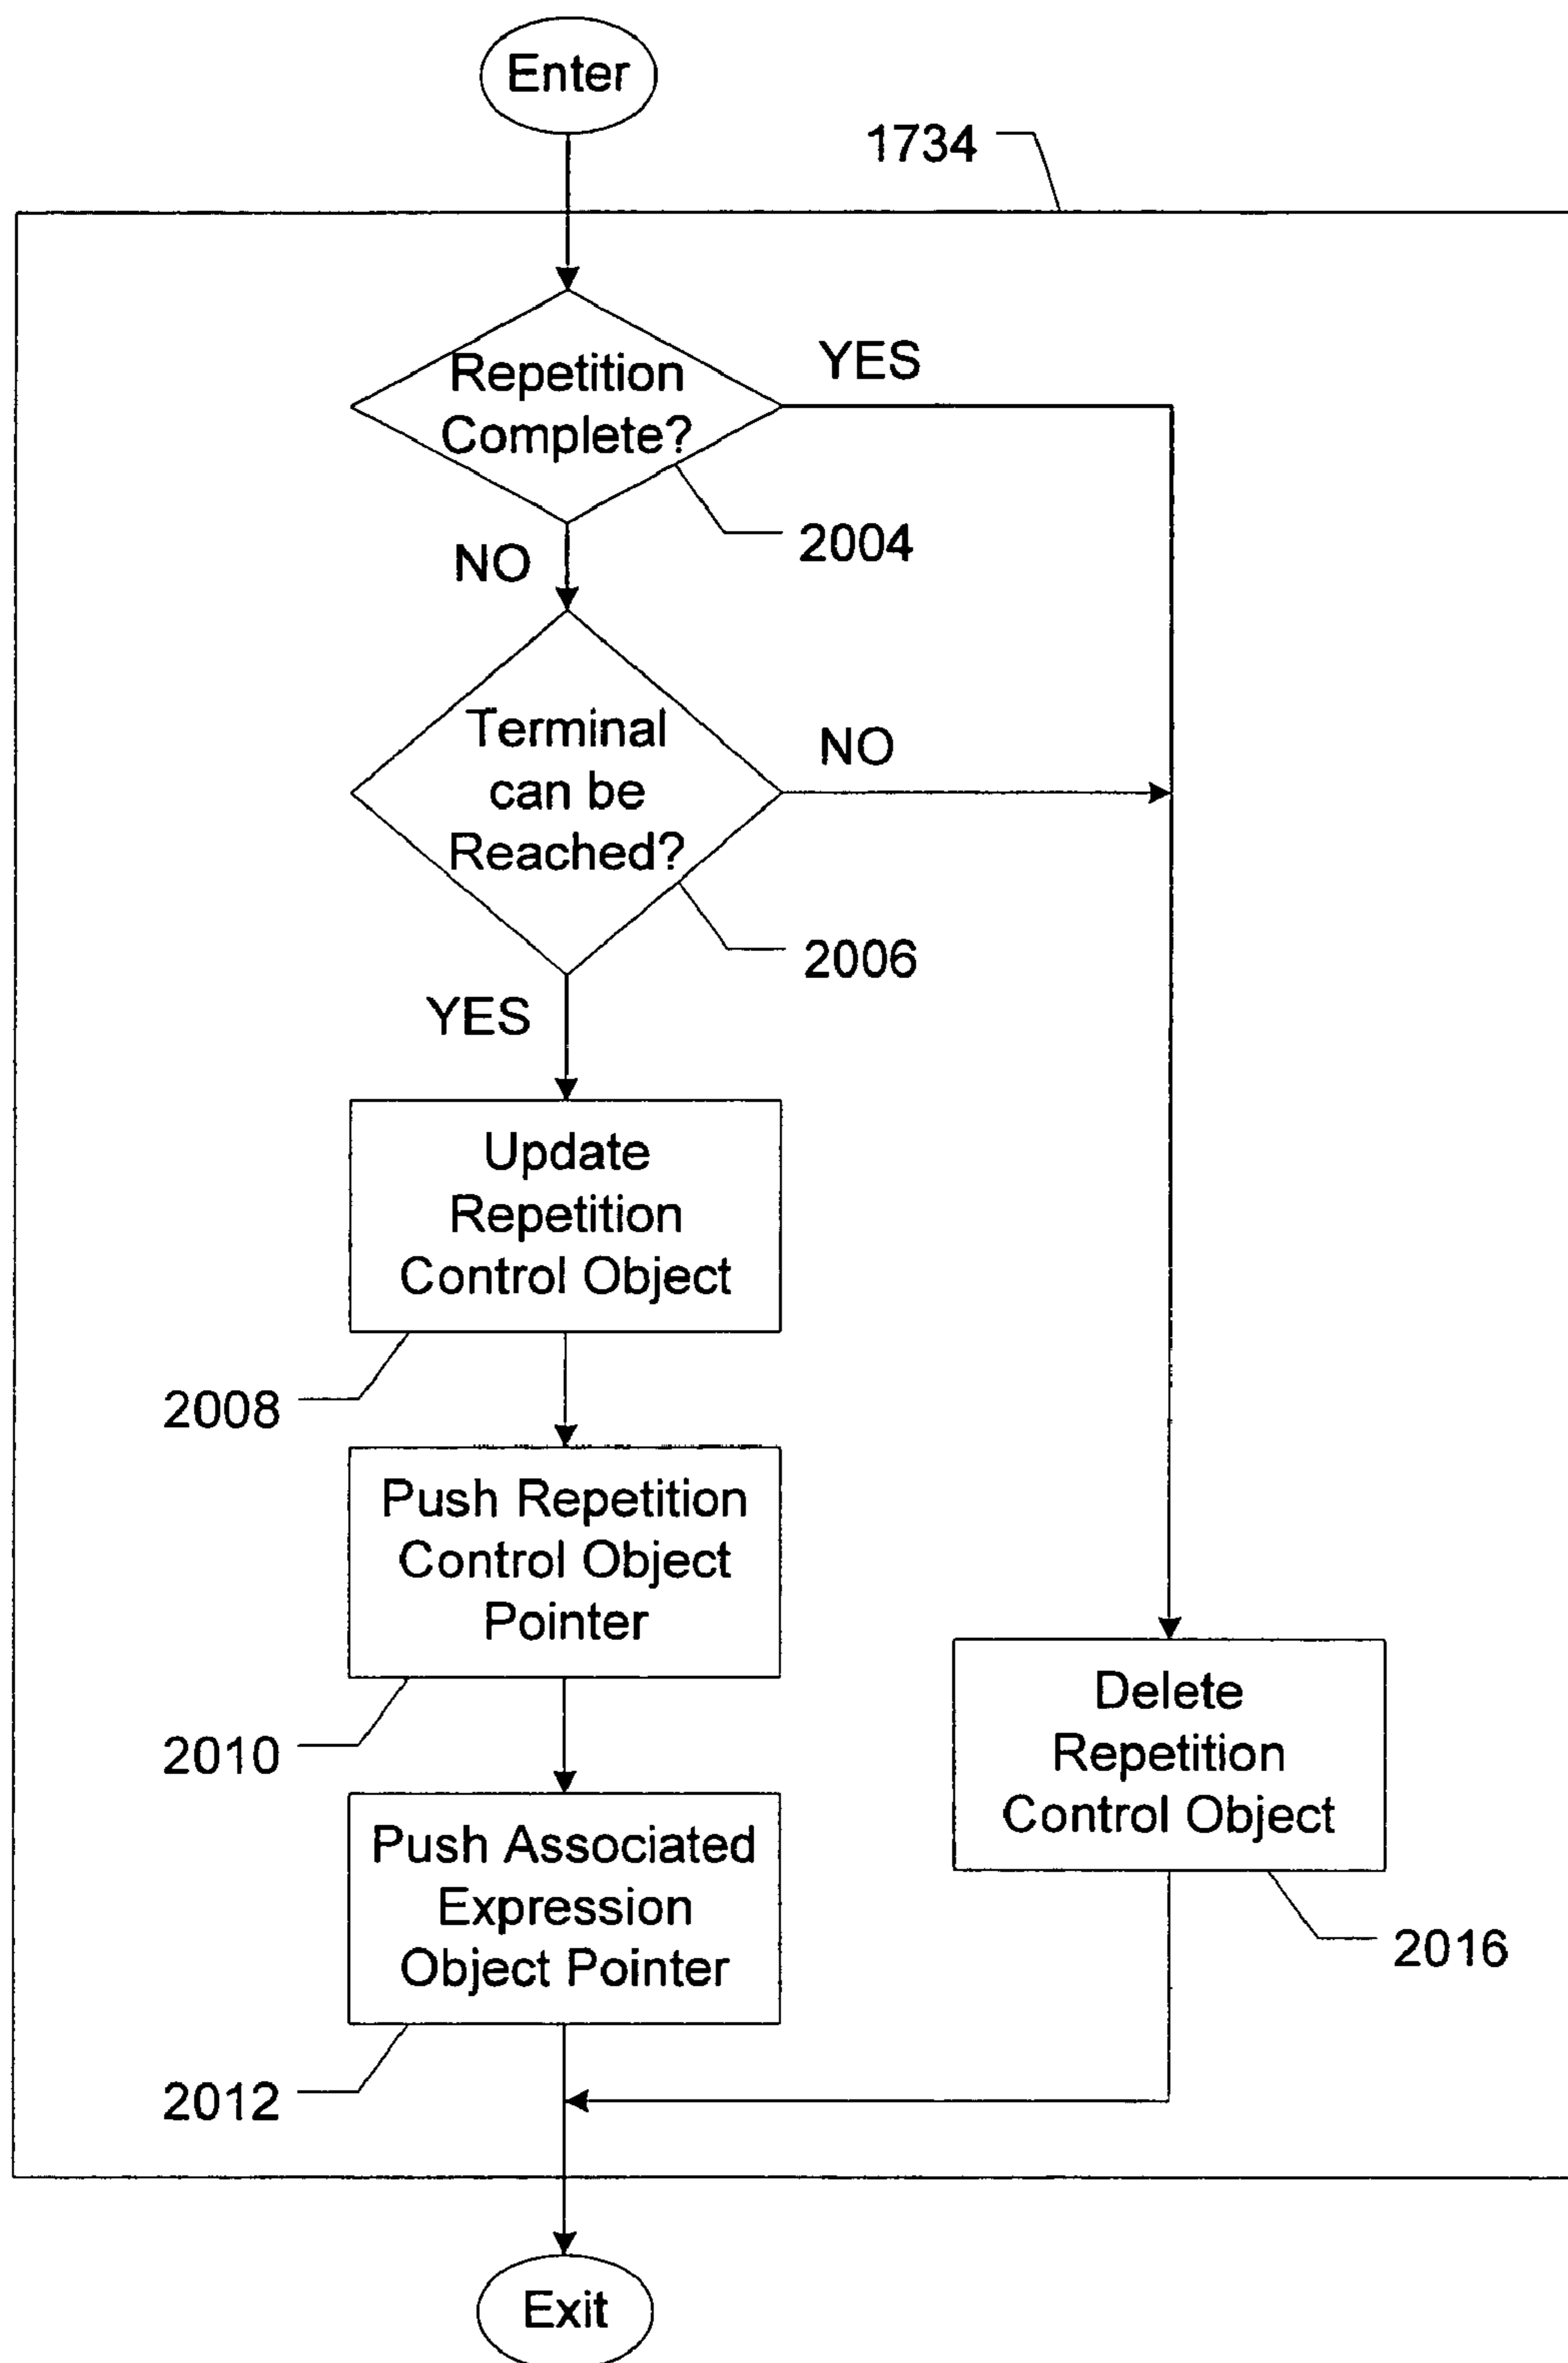 Enter
1734
Repetition
Complete?
YES
2004
NO
Terminal
can be
Reached?
NO
2006
YES
Update
Repetition
Control Object
2008
Push Repetition
Control Object
Pointer
2010
Push Associated
Expression
Object Pointer
2012
Delete
Repetition
Control Object
2016
Exit